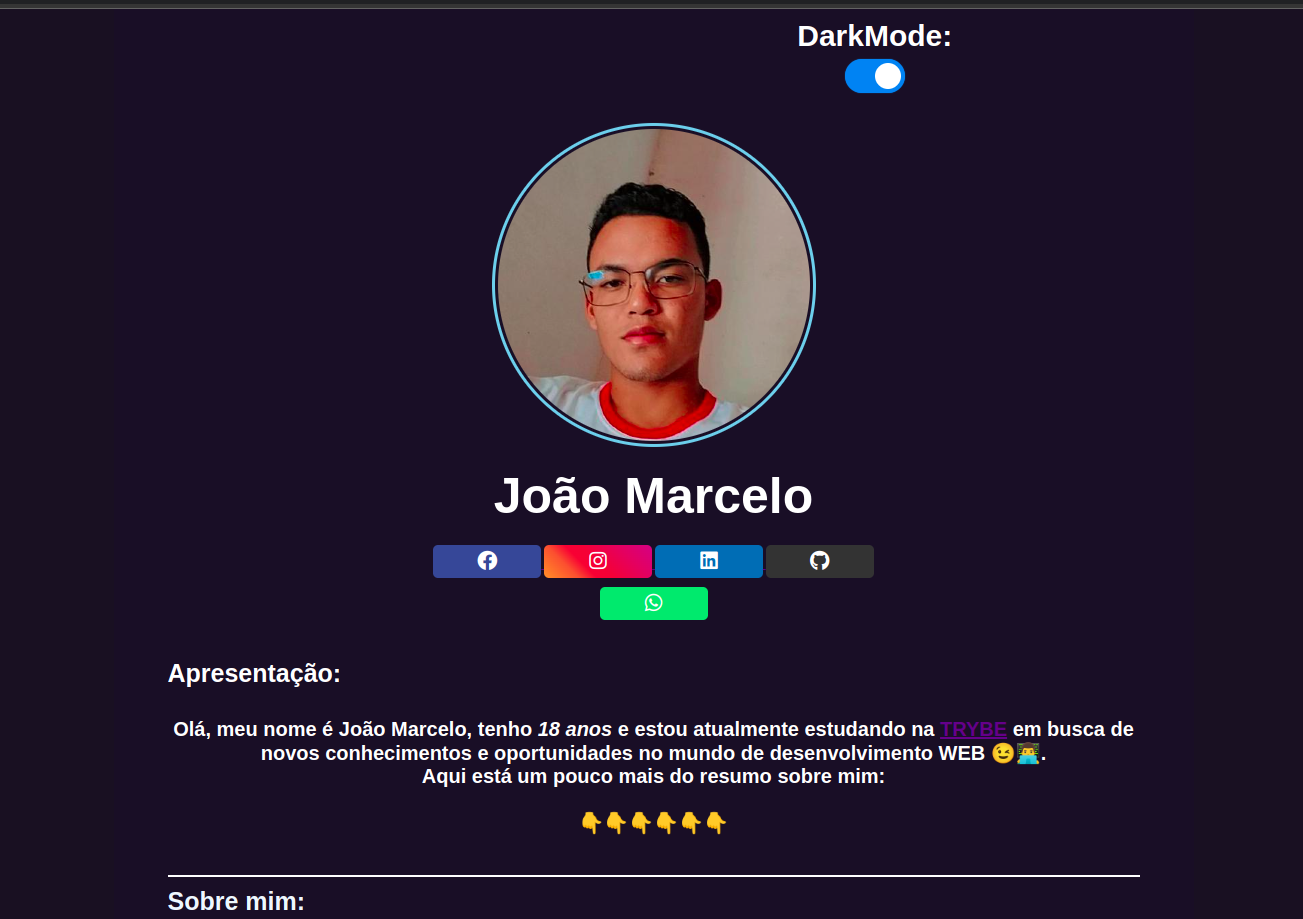 DarkMode:
João Marcelo
Apresentação:
Olá, meu nome é João Marcelo, tenho 18 anos e estou atualmente estudando na TRYBE em busca de
novos conhecimentos e oportunidades no mundo de desenvolvimento WEB 😉👨‍💻.
Aqui está um pouco mais do resumo sobre mim:
👇👇👇👇👇👇
Sobre mim: